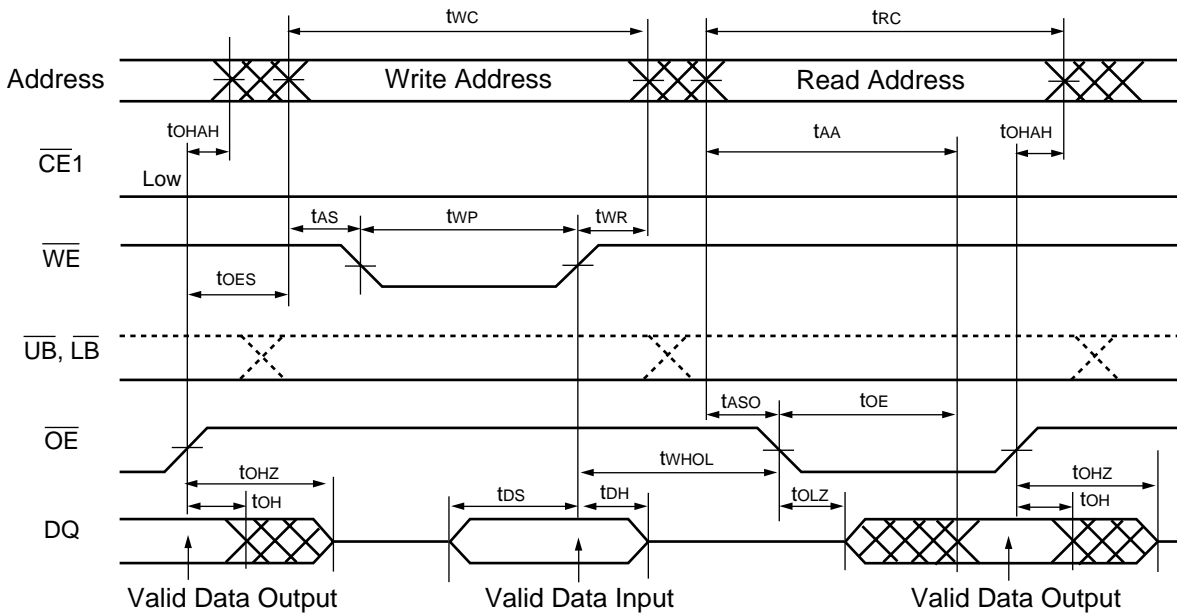 tWC tRC
Address Write Address Read Address
tOHAH tAA tOHAH
CE1
Low
tAS tWP tWR
WE
tOES
UB, LB
tASO tOE
OE
tWHOL
tOHZ tOHZ
tDS tDH tOLZ
tOH tOH
DQ
Valid Data Output Valid Data Input Valid Data Output